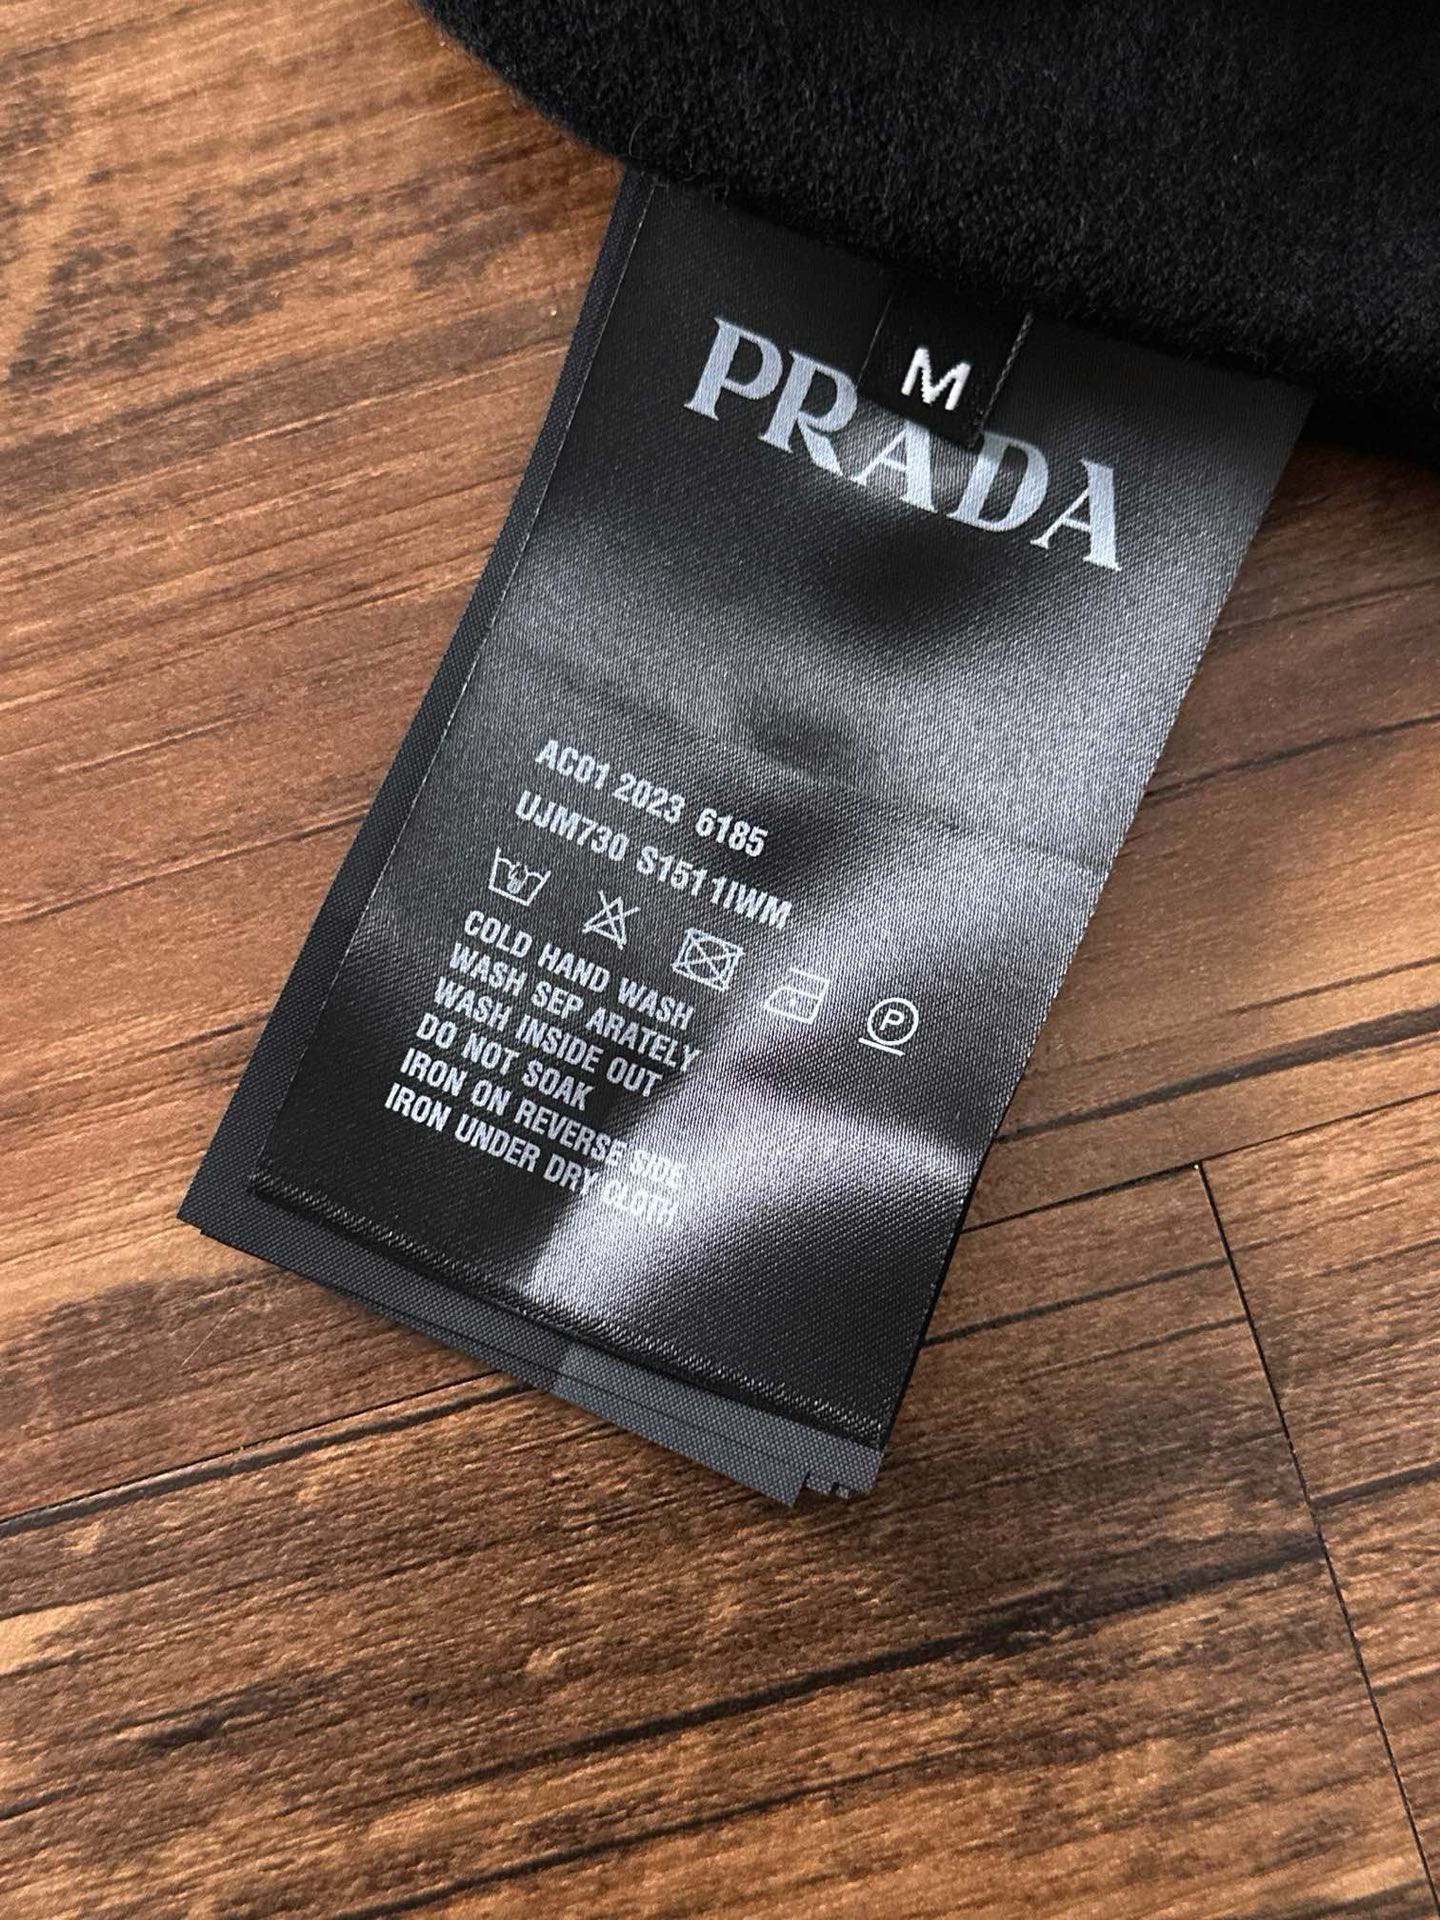 M
PRADA
AC01 2023 6185
UJM730 S1511IWM
P
COLD HAND WASH
WASH SEP ARATELY
WASH INSIDE OUT
DO NOT SOAK
IRON ON REVERSE SIDE
IRON UNDER DRY CLOTH